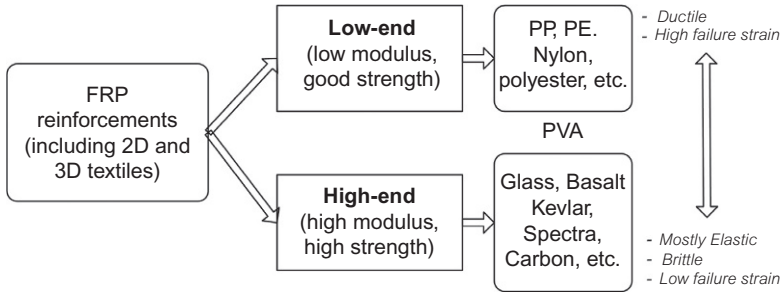 FRP
reinforcements
(including 2D and
3D textiles)
Low-end
(low modulus,
good strength)
PP, PE.
Nylon,
polyester, etc.
- Ductile
- High failure strain
PVA
High-end
(high modulus,
high strength)
Glass, Basalt
Kevlar,
Spectra,
Carbon, etc.
- Mostly Elastic
- Brittle
- Low failure strain